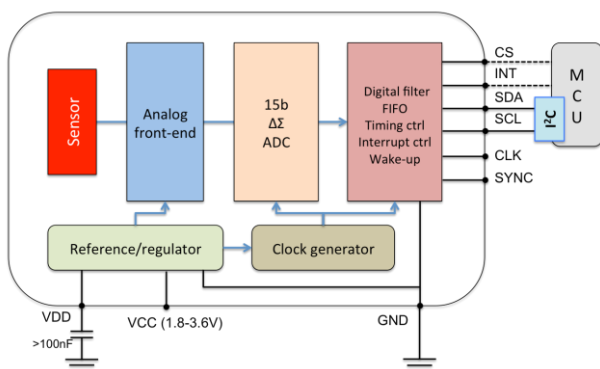 CS
INT
SDA
SCL
CLK
SYNC
M
C
U
I²C
Sensor
Analog
front-end
15b
ΔΣ
ADC
Digital filter
FIFO
Timing ctrl
Interrupt ctrl
Wake-up
Reference/regulator
Clock generator
VDD
VCC (1.8-3.6V)
GND
>100nF